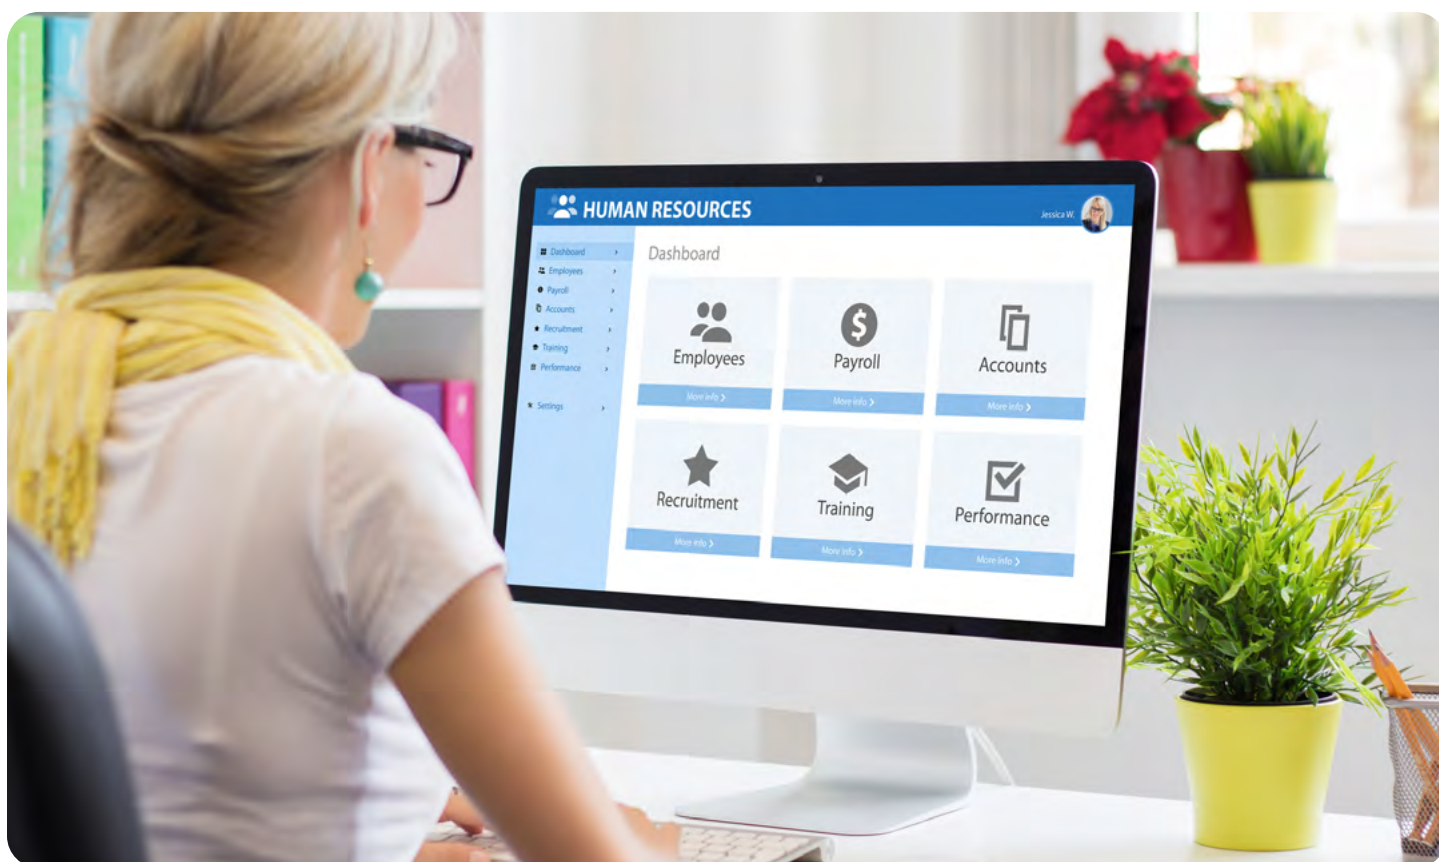 HUMAN RESOURCES
Jessica W.
Dashboard
Employees
Payroll
Accounts
Recruitment
Training
Performance
Settings
Dashboard
Employees
More info
Payroll
More info
Accounts
More info
Recruitment
More info
Training
More info
Performance
More info